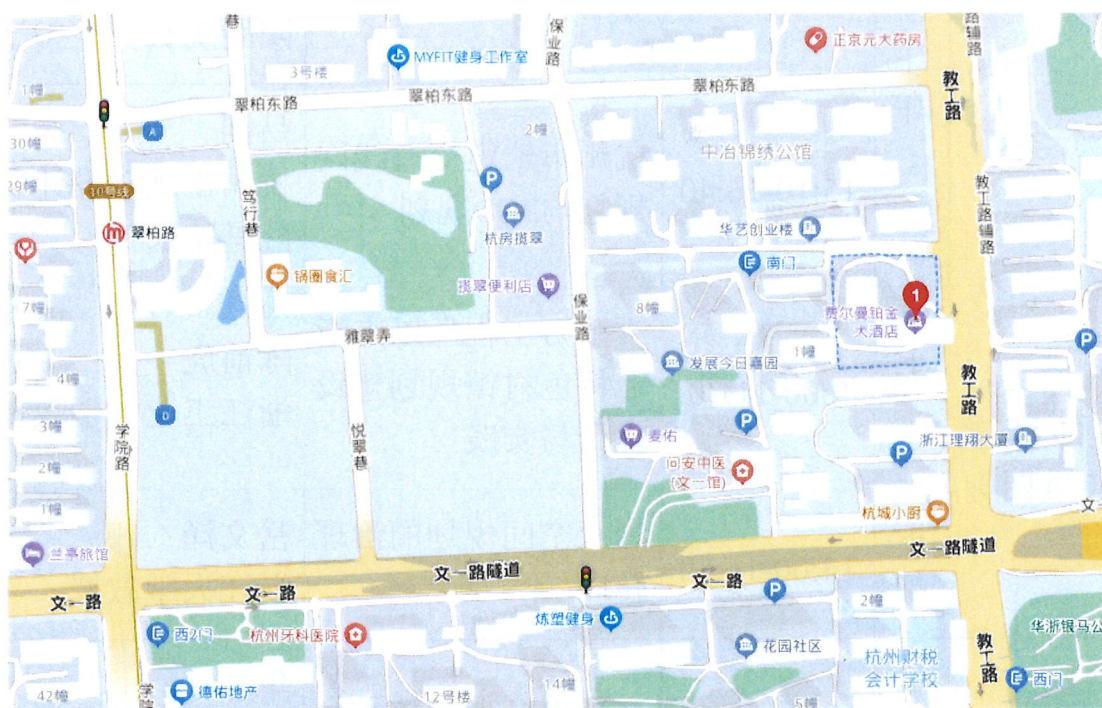 巷
保业路
路辅路
正京元大药房
MYFIT健身工作室
3号楼
1幢
翠柏东路
翠柏东路
翠柏东路
教工路
A
30幢
2幢
中冶锦绣公馆
29幢
10号线
P
教工路辅路
翠柏路
笃行巷
杭房揽翠
华艺创业楼
南门
锅圈食汇
揽翠便利店
1
7幢
保业路
8幢
费尔曼铂金
大酒店
雅翠弄
P
1幢
发展今日嘉园
4幢
教工路
D
P
3幢
学院路
悦翠巷
麦佑
浙江理翔大厦
2幢
问安中医
(文一馆)
P
1幢
杭城小厨
文一
兰亭旅馆
文一路隧道
文一路隧道
文一路
文一路
文一路
P
2幢
炼塑健身
西2门
杭州牙科医院
花园社区
华浙银马公
教工路
杭州财税
会计学校
德佑地产
西门
42幢
学院
12号楼
14幢
5幢